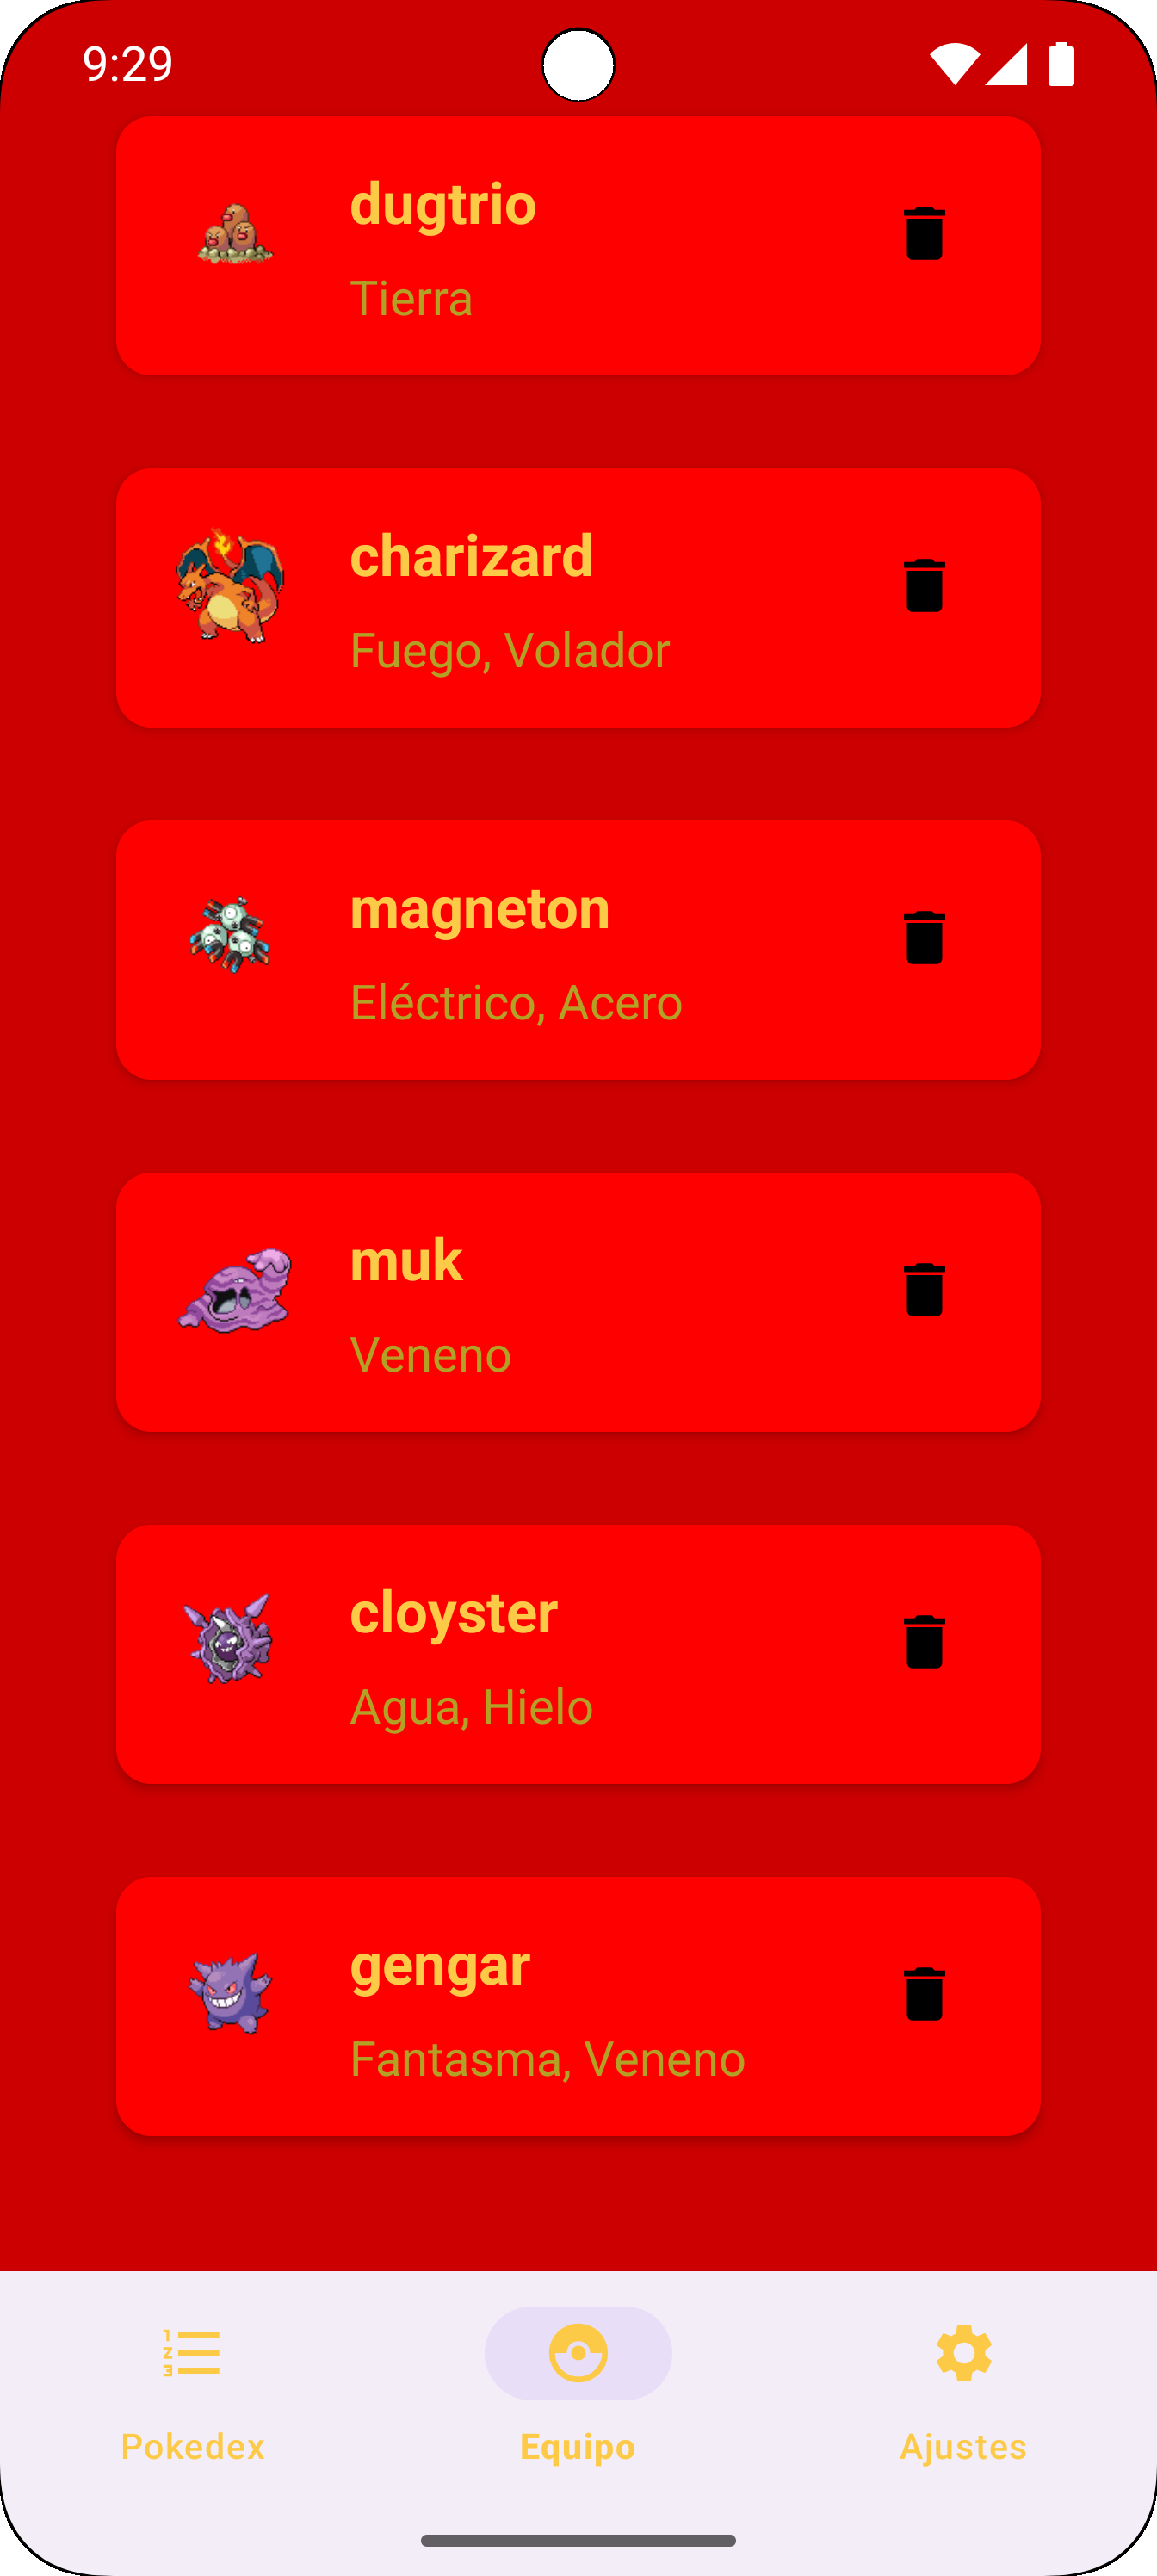 9:29
dugtrio
Tierra
charizard
Fuego, Volador
magneton
Eléctrico, Acero
muk
Veneno
cloyster
Agua, Hielo
gengar
Fantasma, Veneno
Pokedex
Equipo
Ajustes